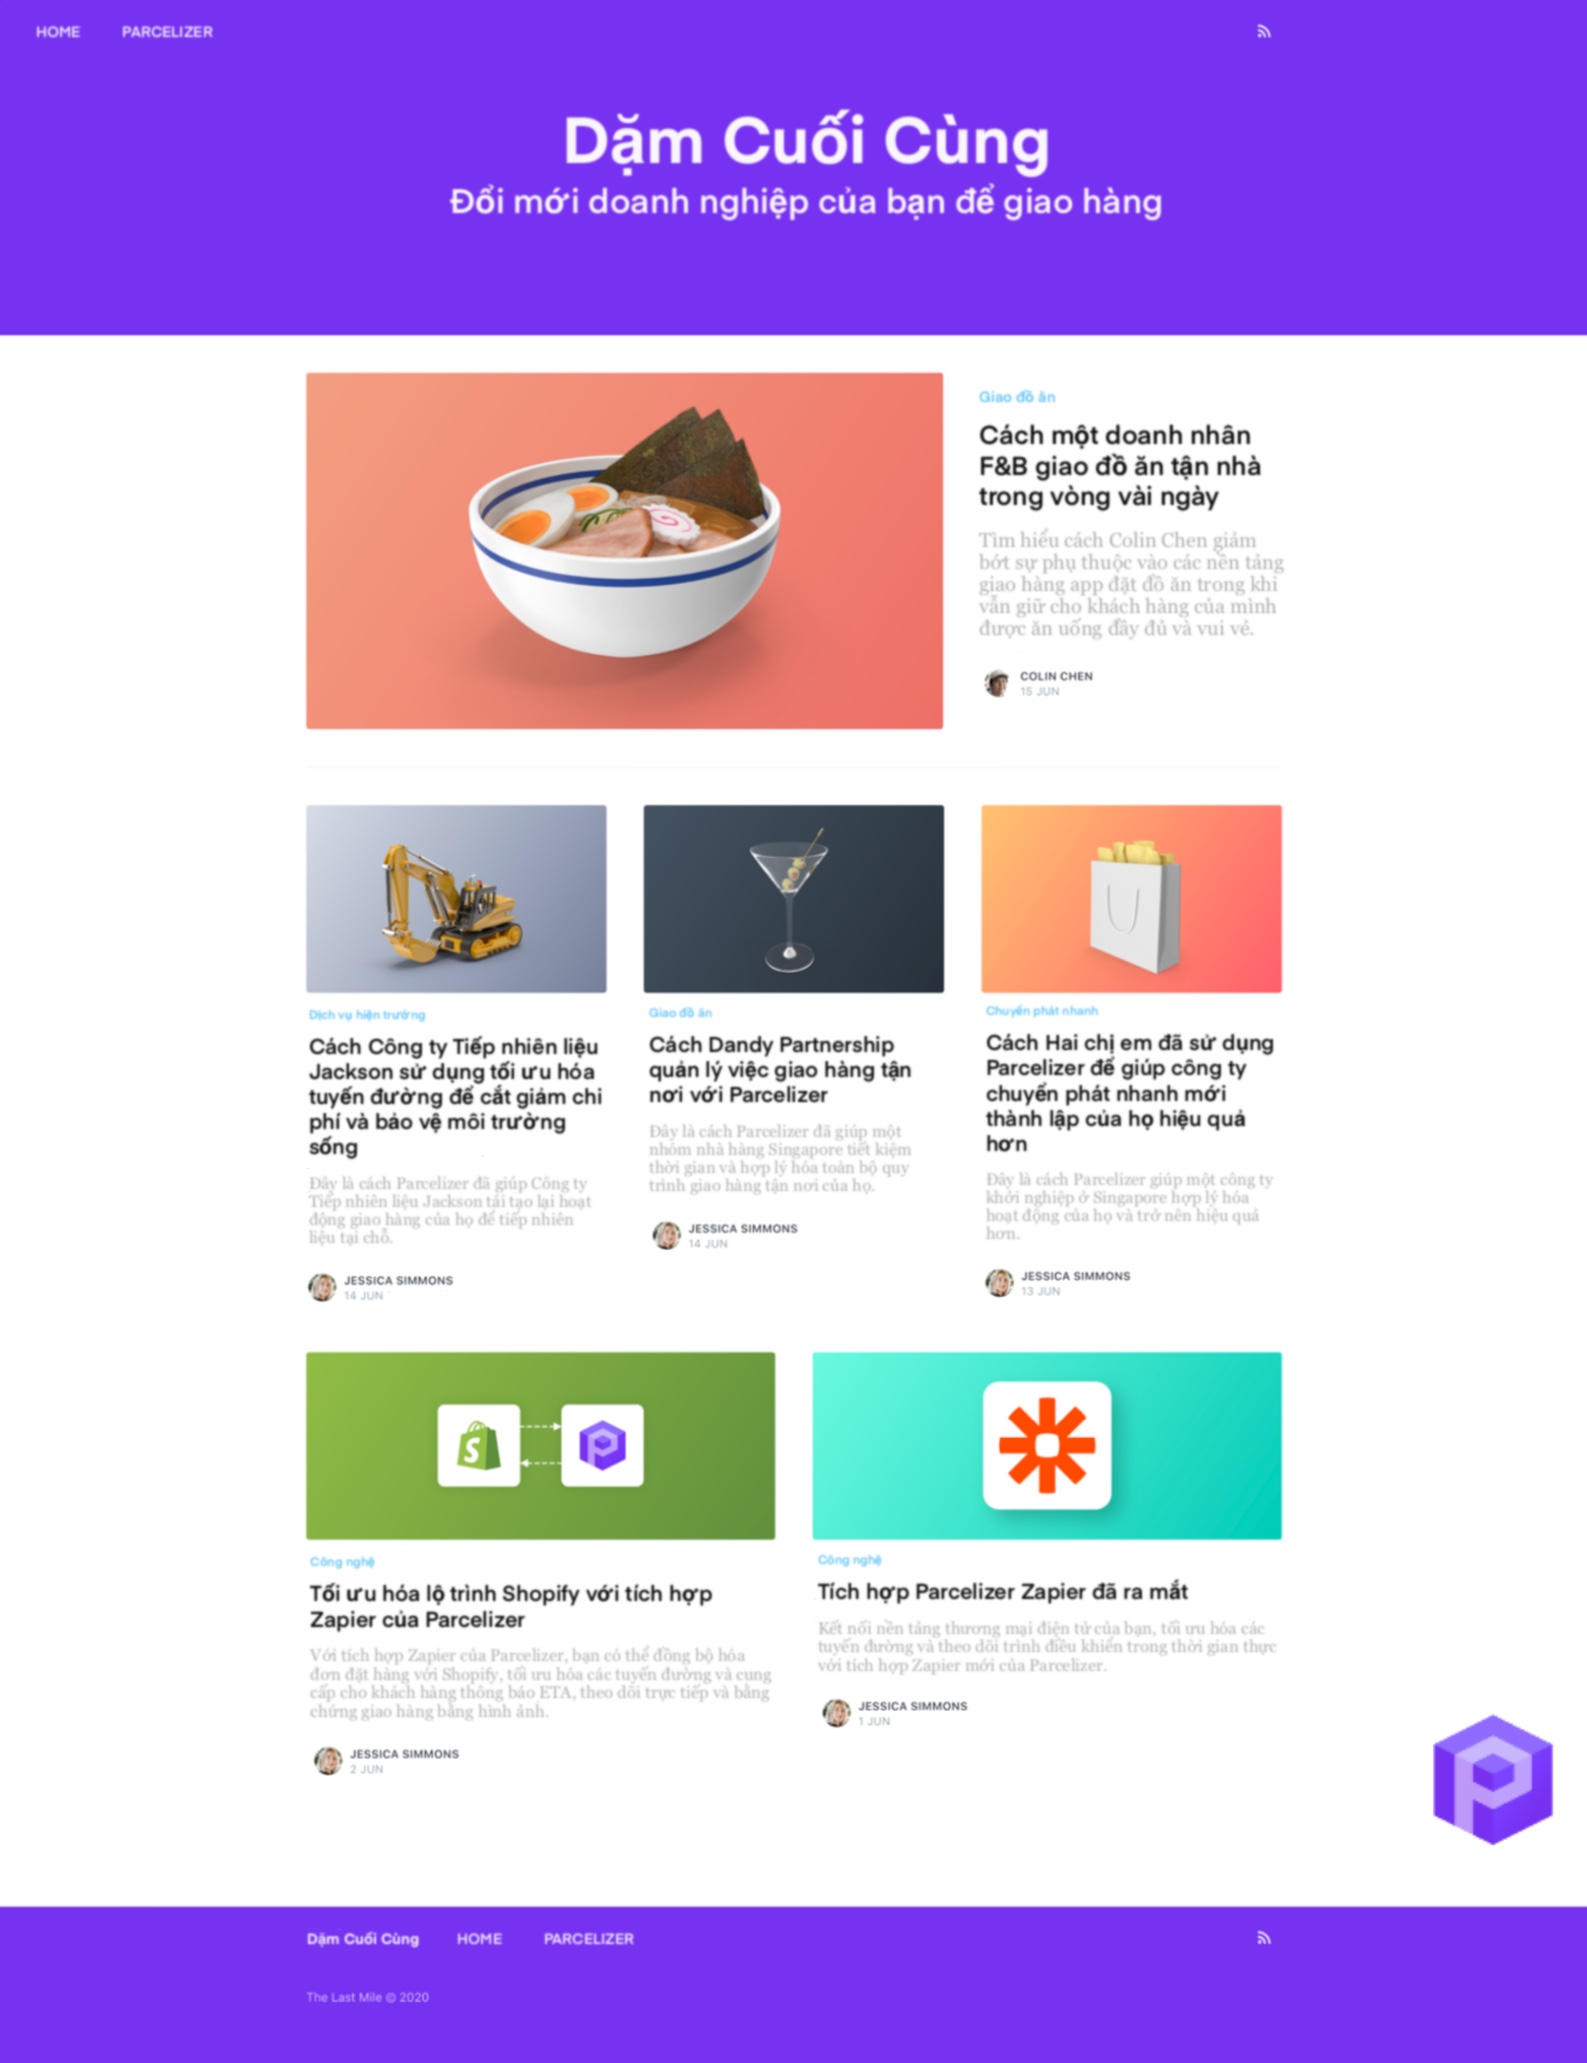 HOME
PARCELIZER
Dặm Cuối Cùng
Đổi mới doanh nghiệp của bạn để giao hàng
Giao đồ ăn
Cách một doanh nhân
F&B giao đồ ăn tận nhà
trong vòng vài ngày
Tìm hiểu cách Colin Chen giảm
bớt sự phụ thuộc vào các nền tảng
giao hàng app đặt đồ ăn trong khi
vẫn giữ cho khách hàng của mình
được ăn uống đầy đủ và vui vẻ.
COLIN CHEN
15 JUN
Dịch vụ hiện trường
Cách Công ty Tiếp nhiên liệu
Jackson sử dụng tối ưu hóa
tuyến đường để cắt giảm chi
phí và bảo vệ môi trường
sống
Đây là cách Parcelizer đã giúp Công ty
Tiếp nhiên liệu Jackson tái tạo lại hoạt
động giao hàng của họ để tiếp nhiên
liệu tại chỗ.
JESSICA SIMMONS
14 JUN
Giao đồ ăn
Cách Dandy Partnership
quản lý việc giao hàng tận
nơi với Parcelizer
Đây là cách Parcelizer đã giúp một
nhóm nhà hàng Singapore tiết kiệm
thời gian và hợp lý hóa toàn bộ quy
trình giao hàng tận nơi của họ.
JESSICA SIMMONS
14 JUN
Chuyển phát nhanh
Cách Hai chị em đã sử dụng
Parcelizer để giúp công ty
chuyển phát nhanh mới
thành lập của họ hiệu quả
hơn
Đây là cách Parcelizer giúp một công ty
khởi nghiệp ở Singapore hợp lý hóa
hoạt động của họ và trở nên hiệu quả
hơn.
JESSICA SIMMONS
13 JUN
Công nghệ
Tối ưu hóa lộ trình Shopify với tích hợp
Zapier của Parcelizer
Với tích hợp Zapier của Parcelizer, bạn có thể đồng bộ hóa
đơn đặt hàng với Shopify, tối ưu hóa các tuyến đường và cung
cấp cho khách hàng thông báo ETA, theo dõi trực tiếp và bằng
chứng giao hàng bằng hình ảnh.
JESSICA SIMMONS
2 JUN
Công nghệ
Tích hợp Parcelizer Zapier đã ra mắt
Kết nối nền tảng thương mại điện tử của bạn, tối ưu hóa các
tuyến đường và theo dõi trình điều khiển trong thời gian thực
với tích hợp Zapier mới của Parcelizer.
JESSICA SIMMONS
1 JUN
Dặm Cuối Cùng
HOME
PARCELIZER
The Last Mile © 2020